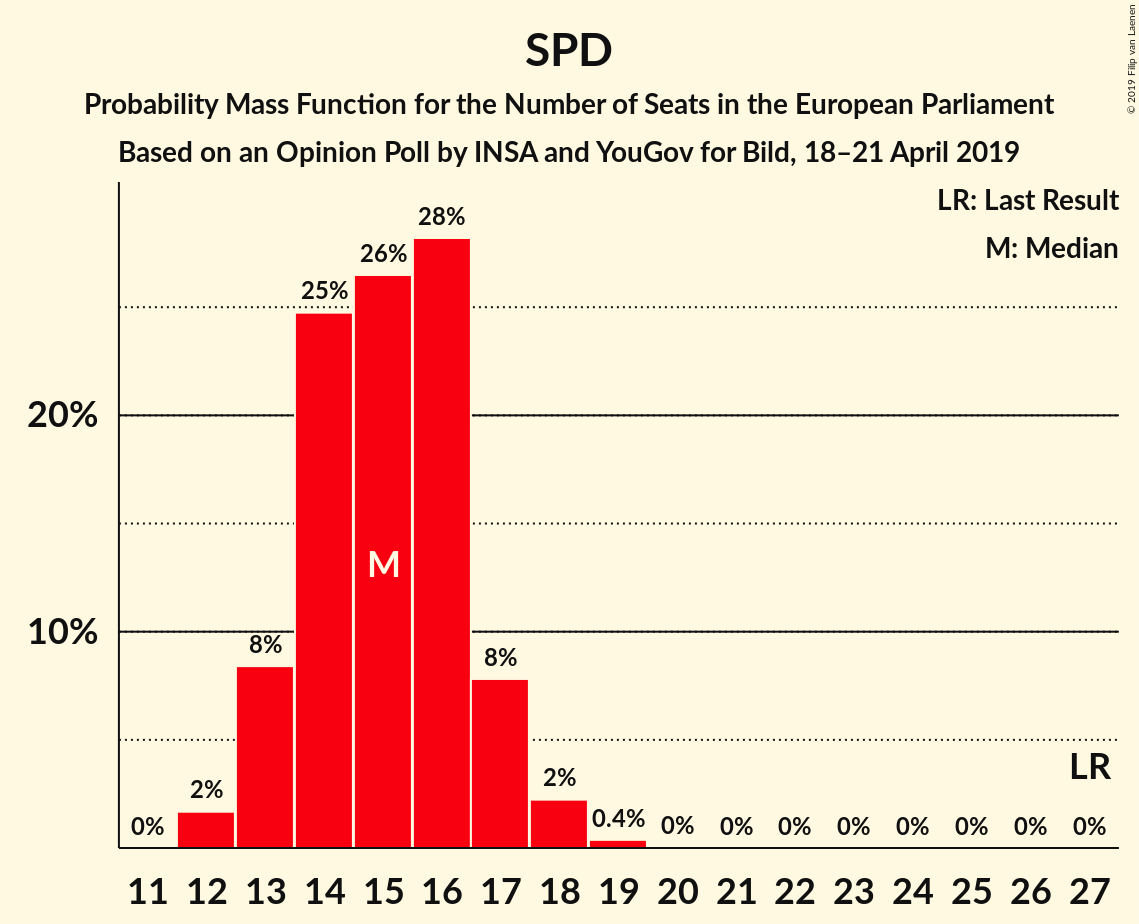 SPD
Probability Mass Function for the Number of Seats in the European Parliament
Based on an Opinion Poll by INSA and YouGov for Bild, 18–21 April 2019
© 2019 Filip van Laenen
LR: Last Result
M: Median
20%
10%
0%
2%
8%
25%
26%
28%
8%
2%
0.4%
0%
0%
0%
0%
0%
0%
0%
0%
M
LR
11 12 13 14 15 16 17 18 19 20 21 22 23 24 25 26 27